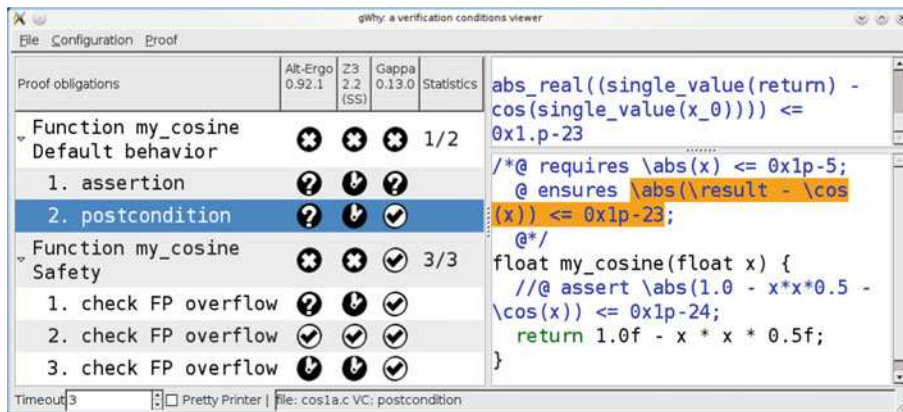 gWhy: a verification conditions viewer
File Configuration Proof
Proof obligations
Alt-Ergo
0.92.1
Z3
2.2
(SS)
Gappa
0.13.0
Statistics
Function my_cosine
Default behavior
1/2
1. assertion
2. postcondition
Function my_cosine
Safety
3/3
1. check FP overflow
2. check FP overflow
3. check FP overflow
abs_real((single_value(return) -
cos(single_value(x_0)))) <=
0x1.p-23
/*@ requires \abs(x) <= 0x1p-5;
@ ensures \abs(\result - \cos
(x)) <= 0x1p-23;
@*/
float my_cosine(float x) {
//@ assert \abs(1.0 - x*x*0.5 -
\cos(x)) <= 0x1p-24;
return 1.0f - x * x * 0.5f;
}
Timeout 3 Pretty Printer | file: cos1a.c VC: postcondition